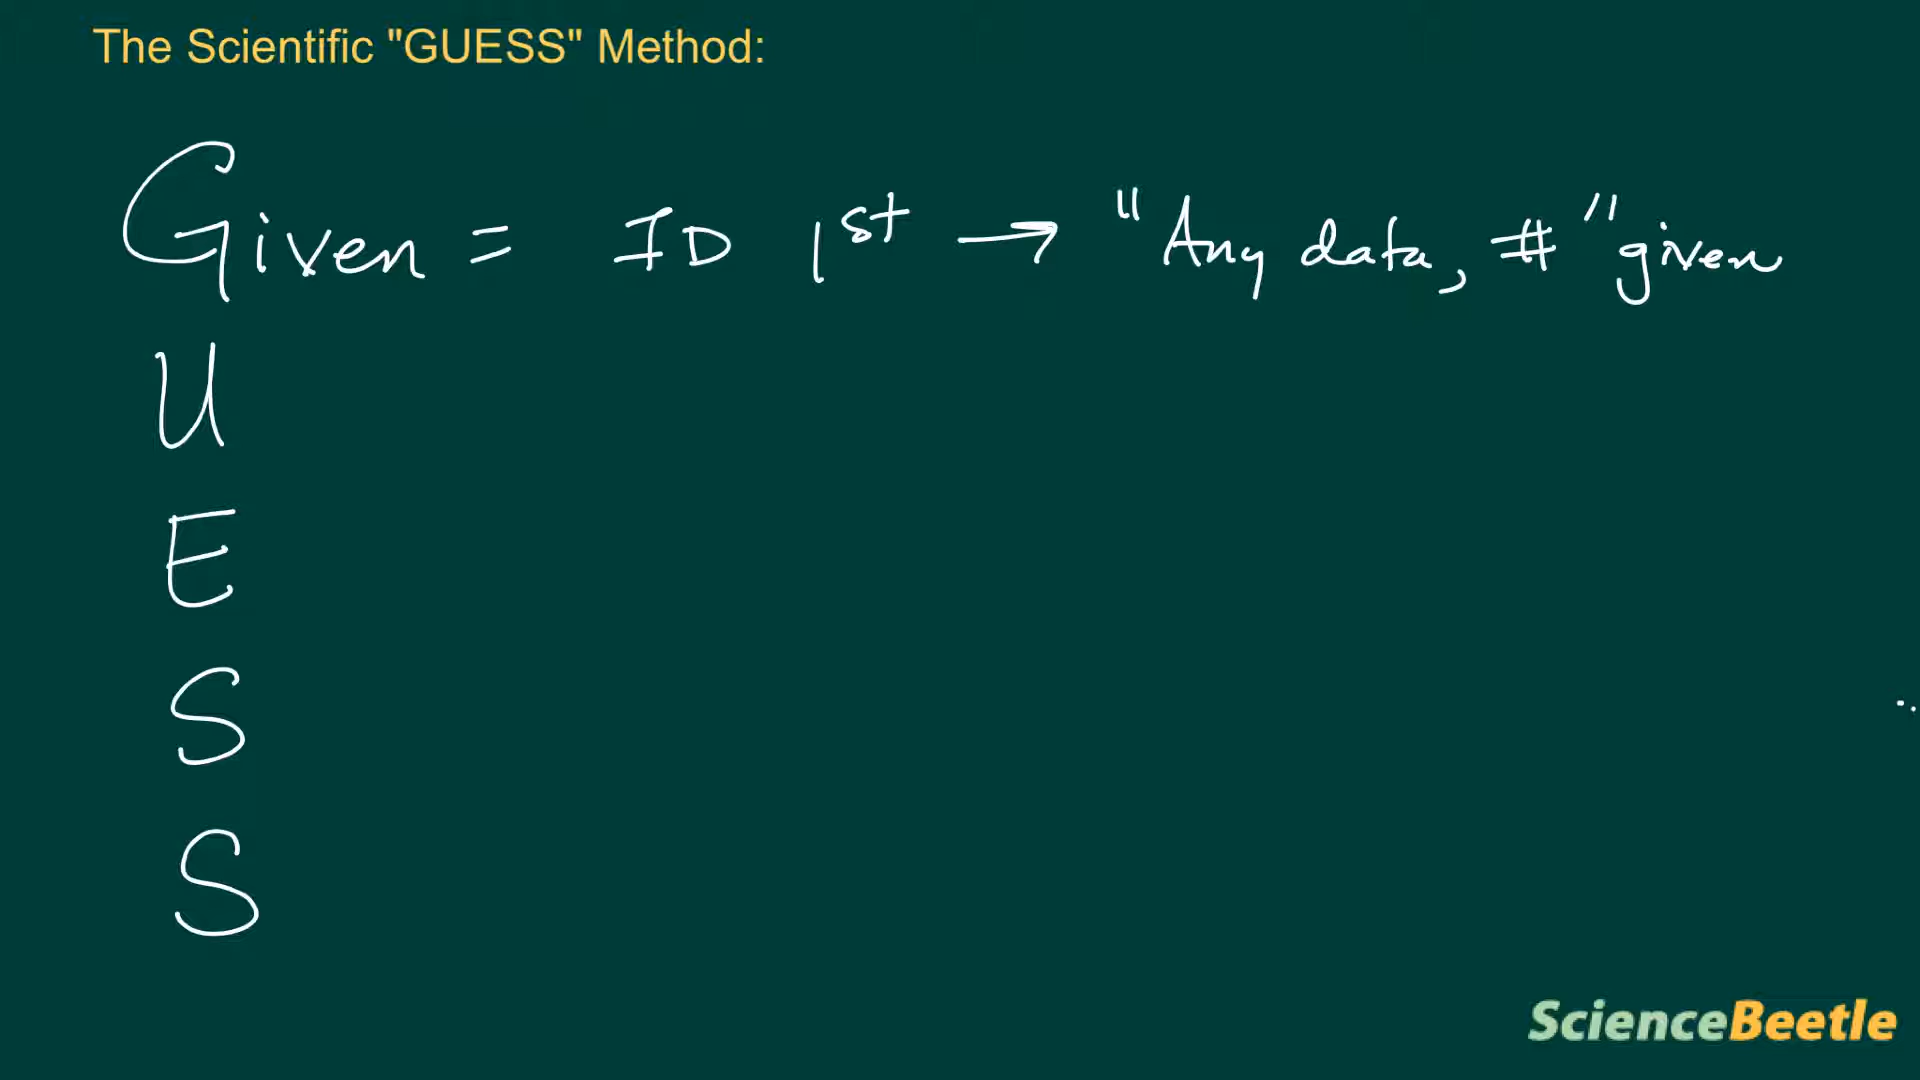 The Scientific "GUESS" Method:
Given = ID 1st → "Any data, #" given
U
E
S
S
ScienceBeetle